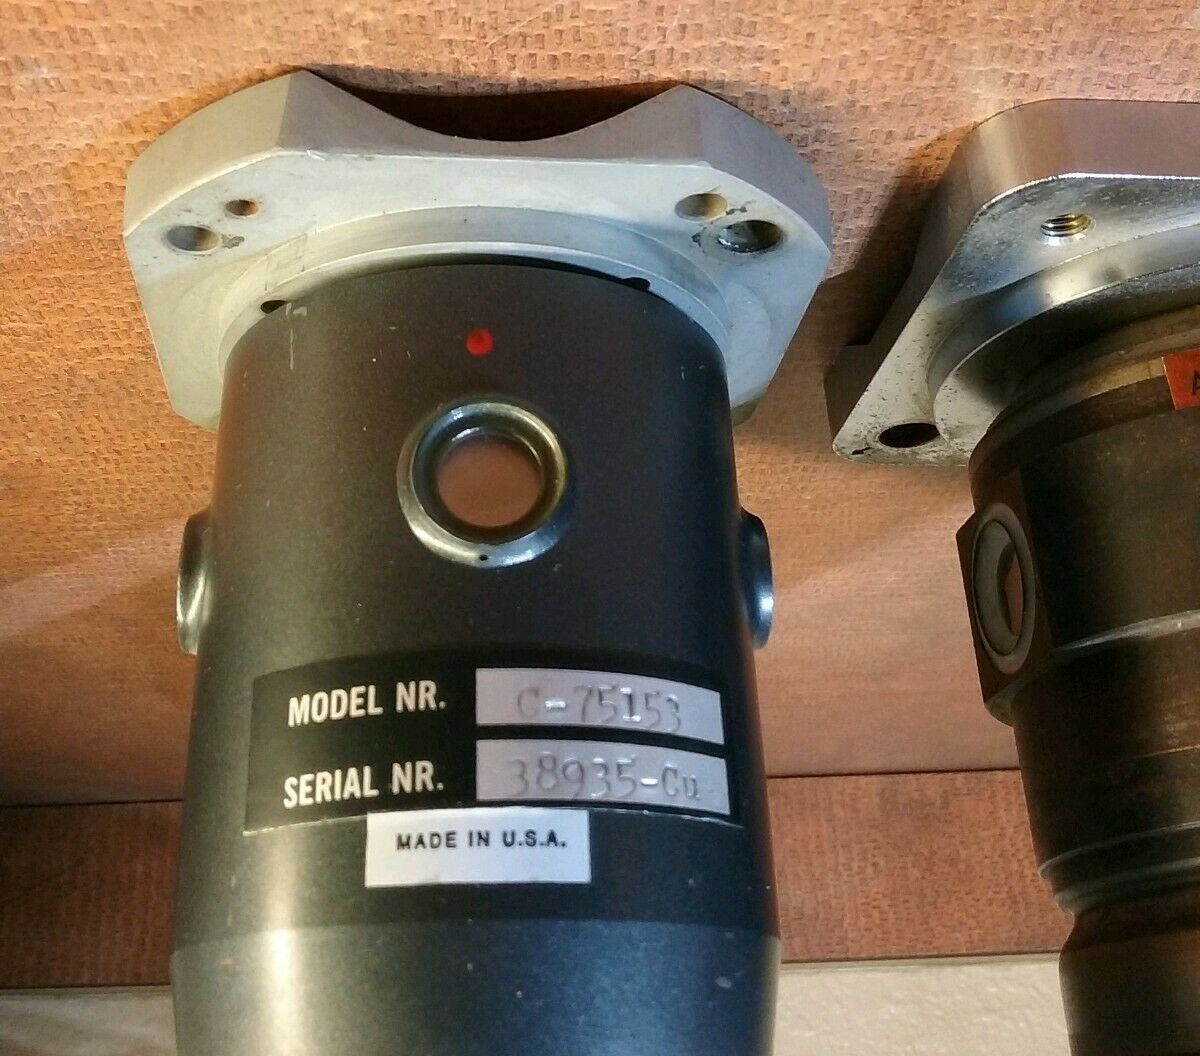 MODEL NR. C-75153
SERIAL NR. 38935-Cu
MADE IN U.S.A.